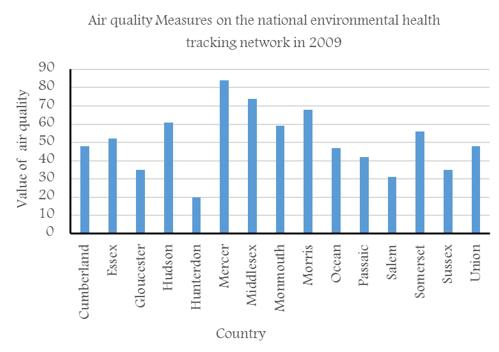 Air quality Measures on the national environmental health
tracking network in 2009
Value of air quality
90
80
70
60
50
40
30
20
10
0
Cumberland
Essex
Gloucester
Hudson
Hunterdon
Mercer
Middlesex
Monmouth
Morris
Ocean
Passaic
Salem
Somerset
Sussex
Union
Country